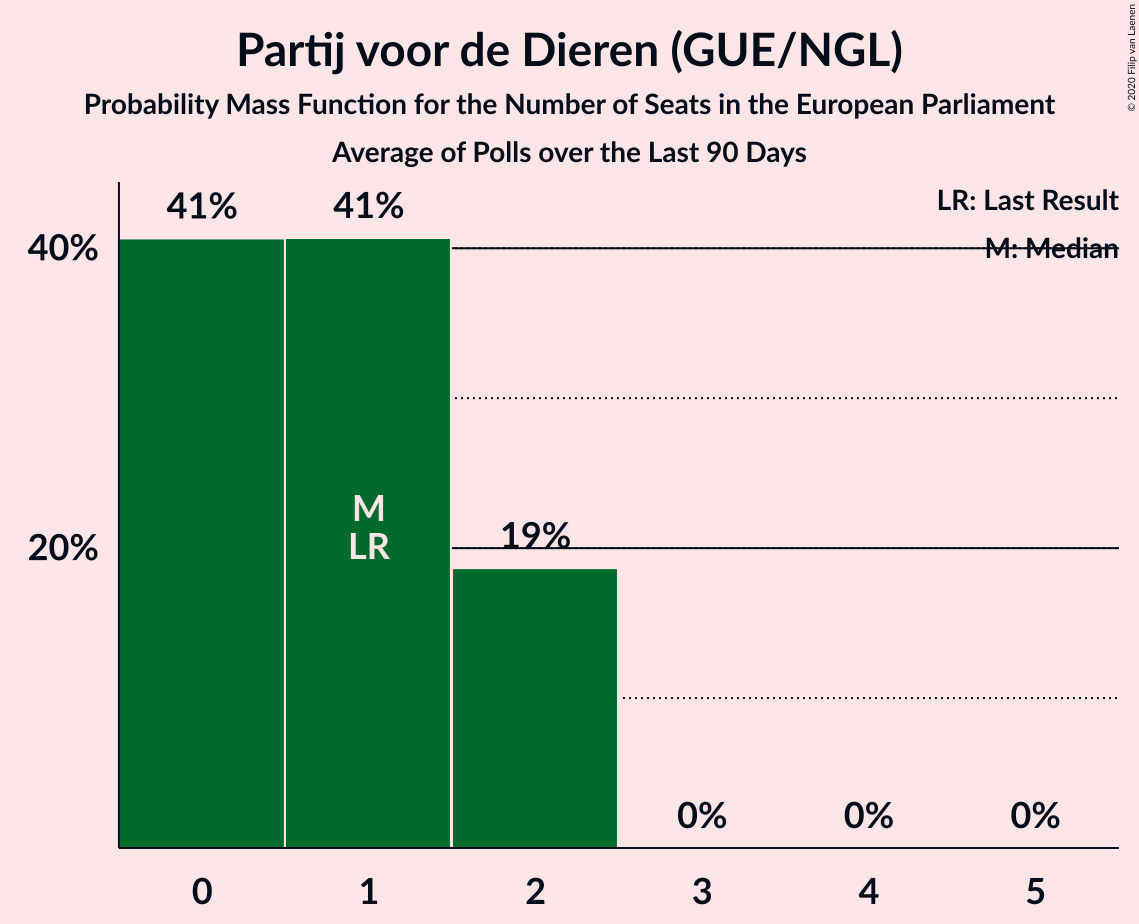 Partij voor de Dieren (GUE/NGL)
Probability Mass Function for the Number of Seats in the European Parliament
Average of Polls over the Last 90 Days
© 2020 Filip van Laenen
LR: Last Result
M: Median
41%
41%
40%
M
LR
19%
20%
0%
0%
0%
0
1
2
3
4
5